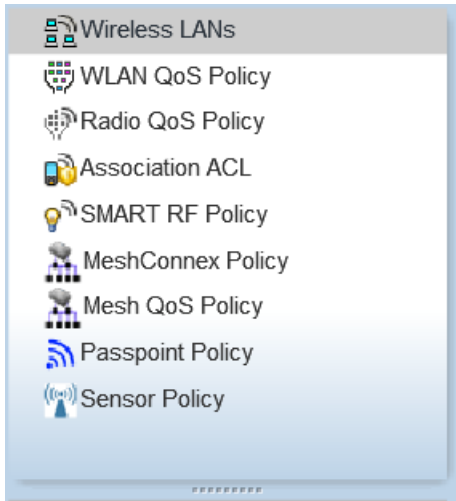 Wireless LANs
WLAN QoS Policy
Radio QoS Policy
Association ACL
SMART RF Policy
MeshConnex Policy
Mesh QoS Policy
Passpoint Policy
Sensor Policy